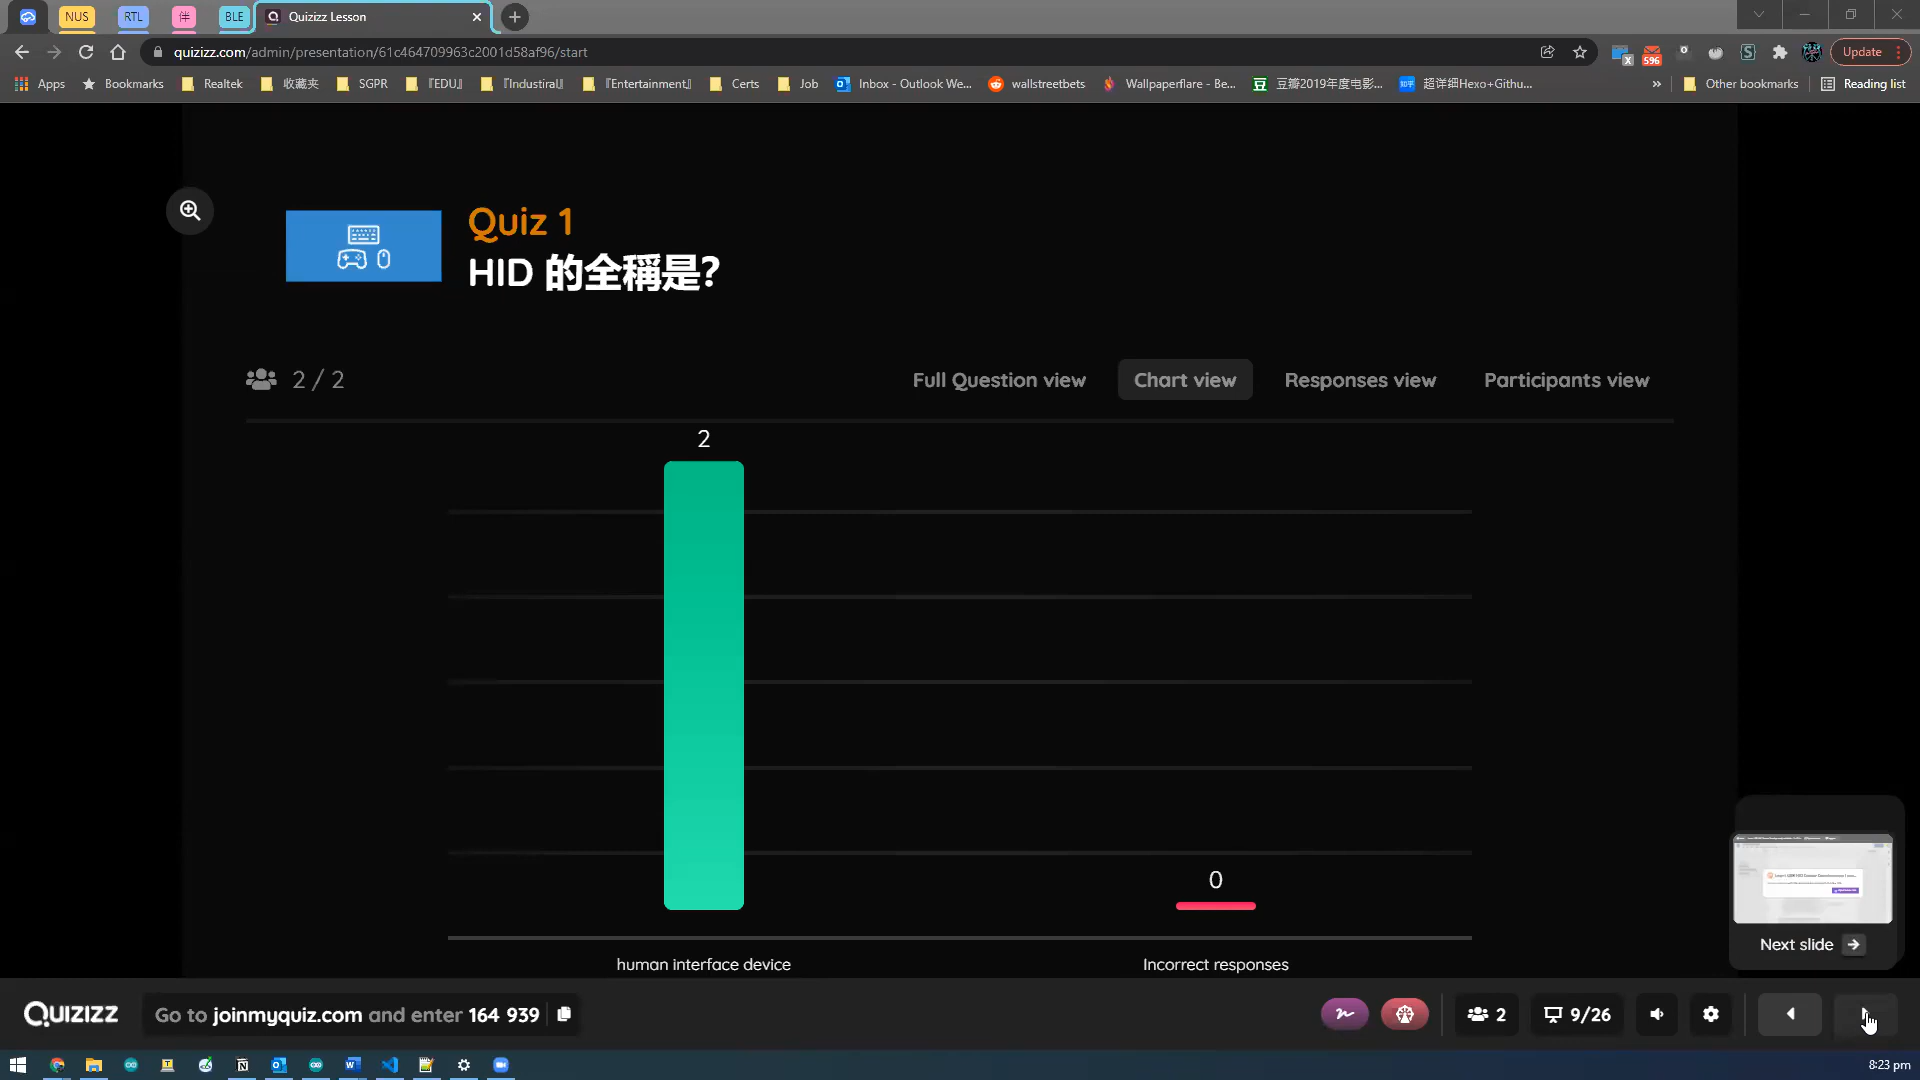 NUS
RTL
伴
BLE
Quizizz Lesson
quizizz.com/admin/presentation/61c464709963c2001d58af96/start
Update
596
Apps
Bookmarks
Realtek
收藏夹
SGPR
『EDU』
『Industiral』
『Entertainment』
Certs
Job
Inbox - Outlook We...
wallstreetbets
Wallpaperflare - Be...
豆瓣2019年度电影...
超详细Hexo+Githu...
»
Other bookmarks
Reading list
Quiz 1
HID 的全稱是?
2 / 2
Full Question view
Chart view
Responses view
Participants view
2
0
human interface device
Incorrect responses
Next slide
Quizizz
Go to joinmyquiz.com and enter 164 939
2
9/26
8:23 pm